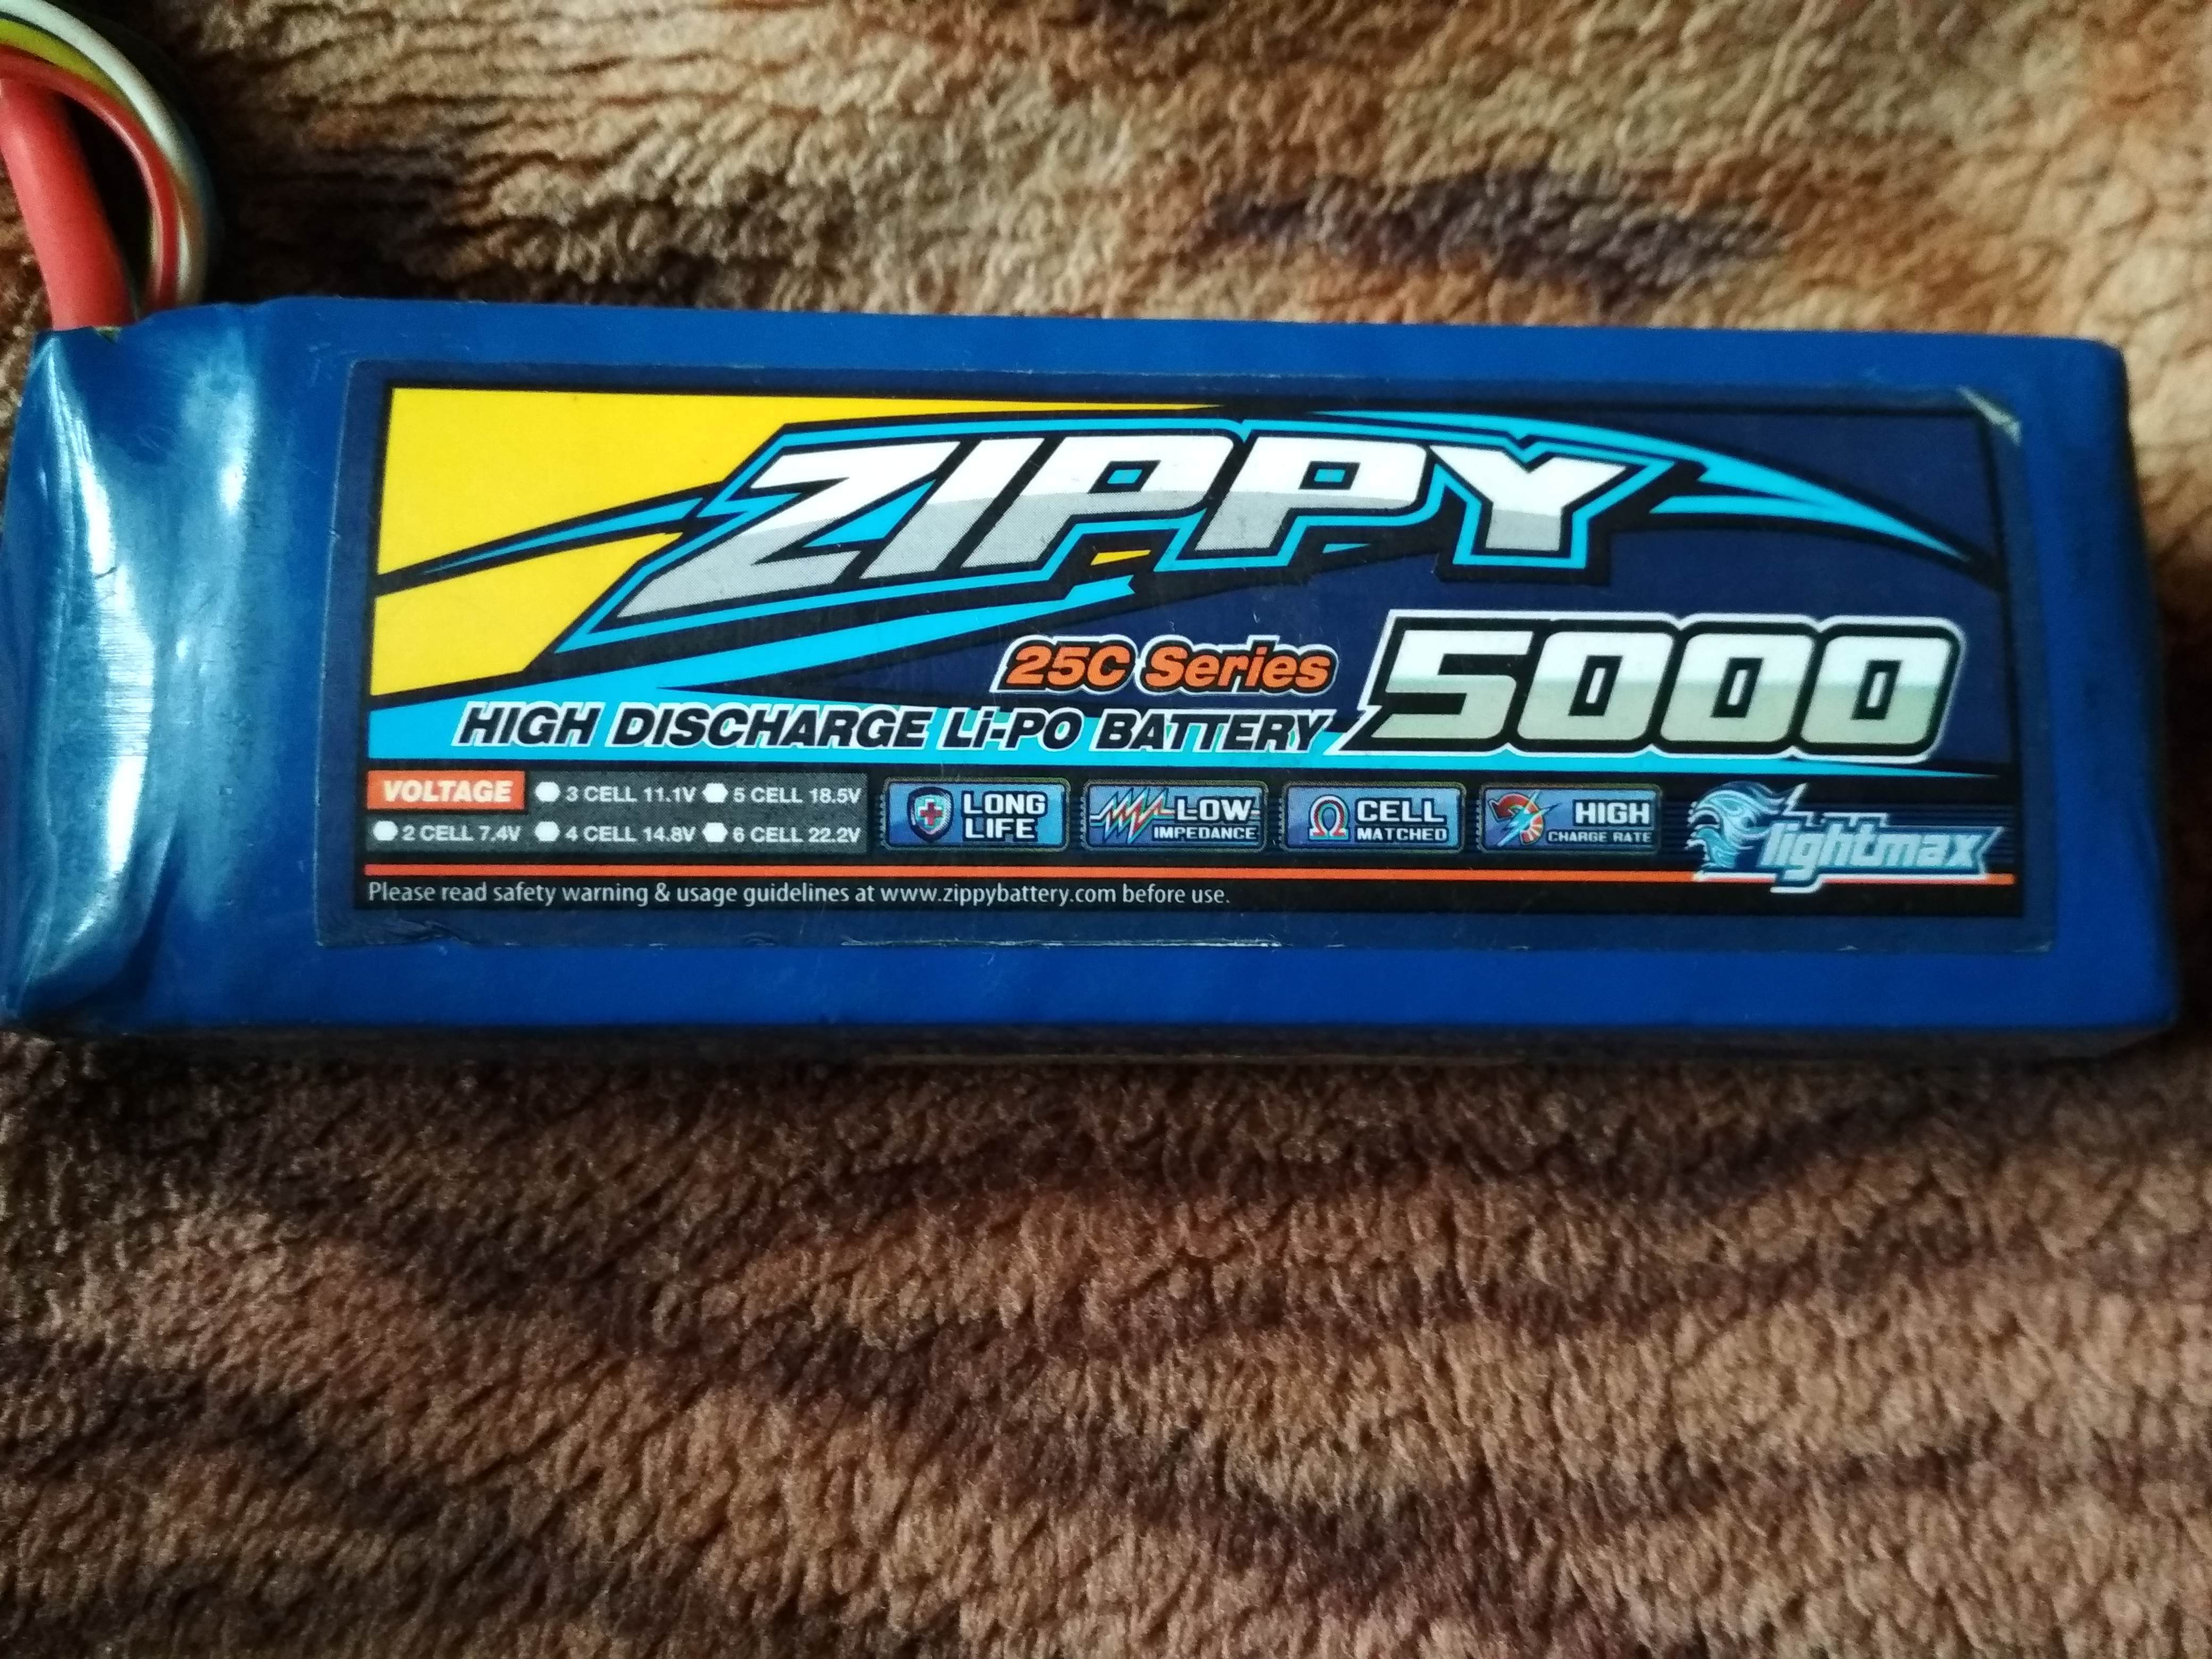 ZIPPY
25C Series 5000
HIGH DISCHARGE Li-PO BATTERY
VOLTAGE 3 CELL 11.1V 5 CELL 18.5V
2 CELL 7.4V 4 CELL 14.8V 6 CELL 22.2V
LONG LIFE
LOW IMPEDANCE
CELL MATCHED
HIGH CHARGE RATE
lightmax
Please read safety warning & usage guidelines at www.zippybattery.com before use.